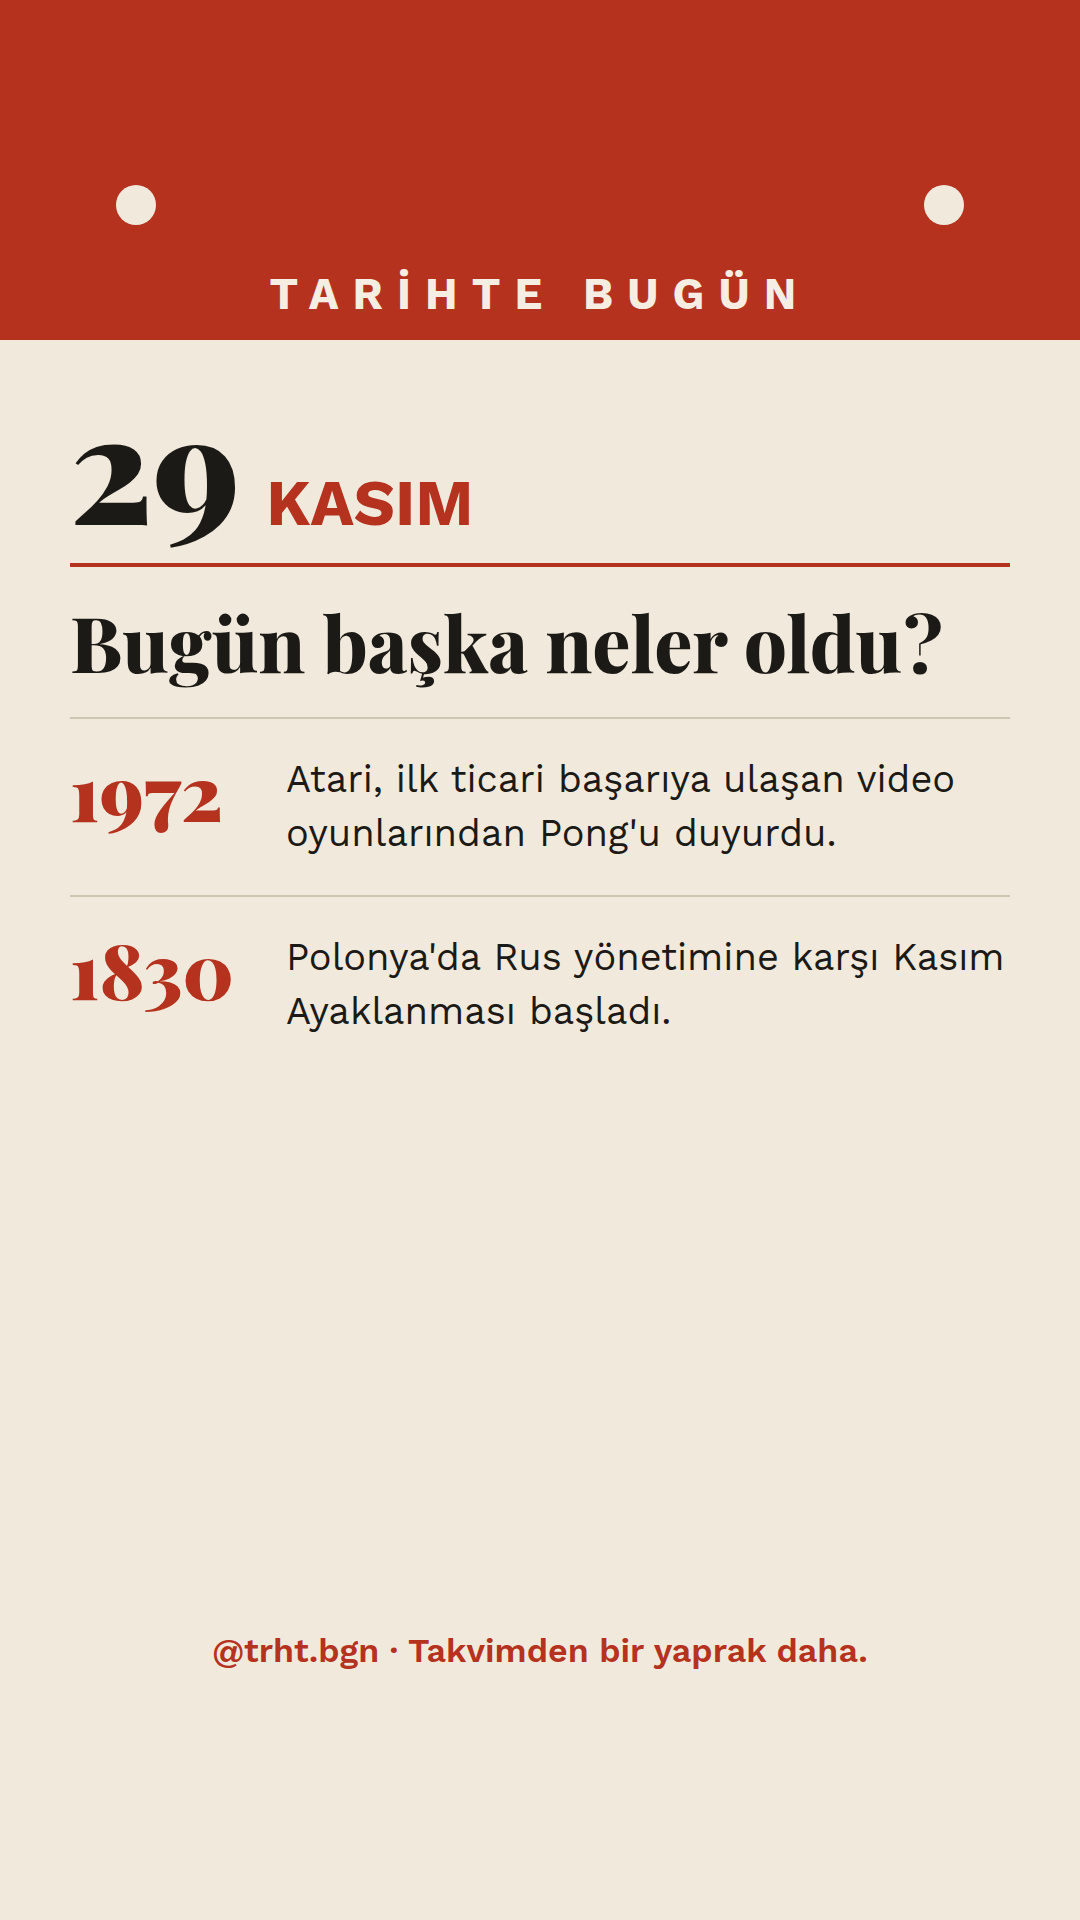 TARİHTE BUGÜN
29 KASIM
Bugün başka neler oldu?
1972
Atari, ilk ticari başarıya ulaşan video
oyunlarından Pong'u duyurdu.
1830
Polonya'da Rus yönetimine karşı Kasım
Ayaklanması başladı.
@trht.bgn · Takvimden bir yaprak daha.